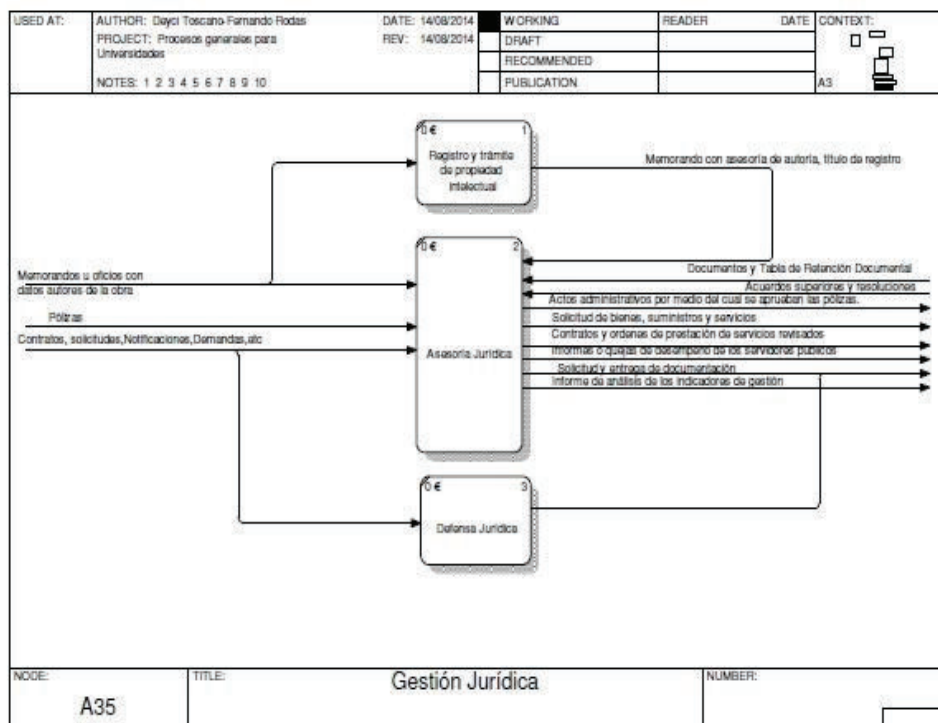 USED AT:
AUTHOR: Deyci Toscano-Fernando Rodas
DATE: 14/08/2014
PROJECT: Procesos generales para
Universidades
REV: 14/08/2014
NOTES: 1 2 3 4 5 6 7 8 9 10
WORKING
DRAFT
RECOMMENDED
PUBLICATION
READER
DATE
CONTEXT:
A3
0 €
1
Registro y trámite
de propiedad
intelectual
Memorando con asesoria de autoria, titulo de registro
0 €
2
Asesoria Jurídica
Memorandos u oficios con
datos autores de la obra
Pólizas
Contratos, solicitudes,Notificaciones,Demandas,etc
Documentos y Tabla de Retención Documental
Acuerdos superiores y resoluciones
Actos administrativos por medio del cual se aprueban las pólizas.
Solicitud de bienes, suministros y servicios
Contratos y ordenes de prestación de servicios revisados
Informes o quejas de desempeño de los servidores publicos
Solicitud y entrega de documentación
Informe de análisis de los indicadores de gestión
0 €
3
Defensa Jurídica
NODE:
A35
TITLE:
Gestión Jurídica
NUMBER: